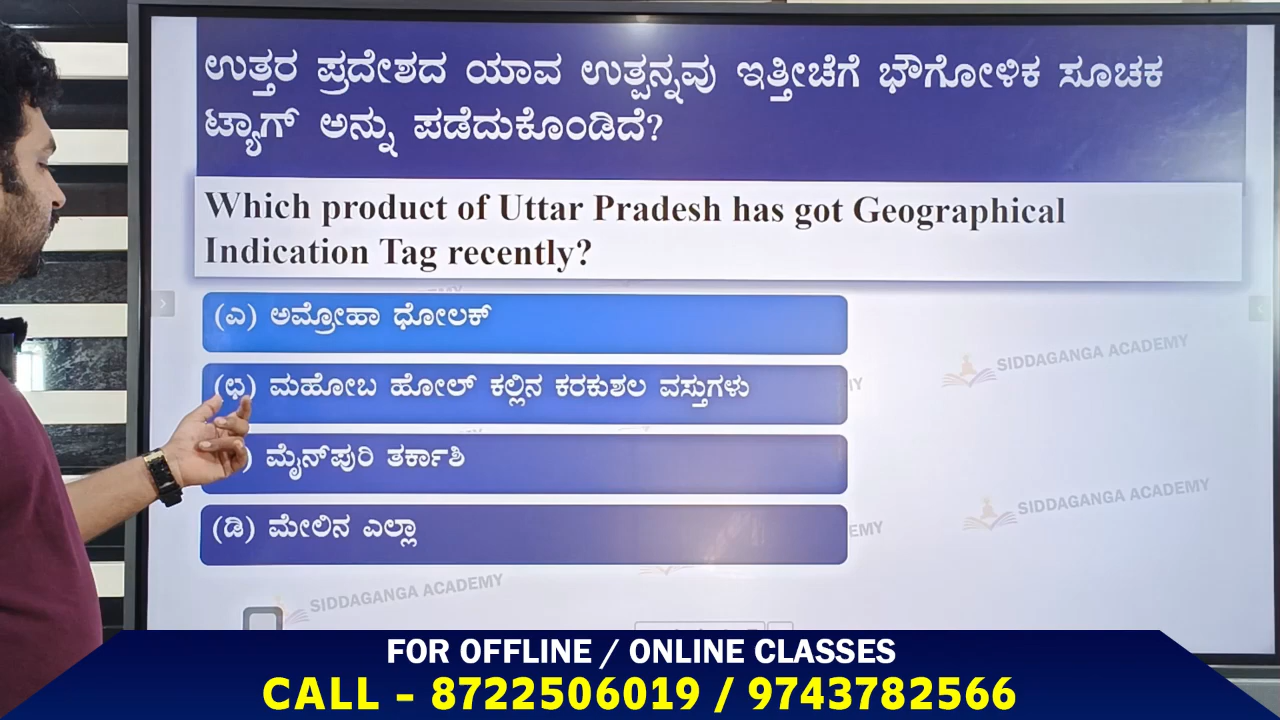 ಉತ್ತರ ಪ್ರದೇಶದ ಯಾವ ಉತ್ಪನ್ನವು ಇತ್ತೀಚೆಗೆ ಭೌಗೋಳಿಕ ಸೂಚಕ
ಟ್ಯಾಗ್ ಅನ್ನು ಪಡೆದುಕೊಂಡಿದೆ?
Which product of Uttar Pradesh has got Geographical
Indication Tag recently?
(ಎ) ಅಮ್ರೋಹಾ ಧೋಲಕ್
(ಛ) ಮಹೋಬ ಹೋಲ್ ಕಲ್ಲಿನ ಕರಕುಶಲ ವಸ್ತುಗಳು
) ಮೈನ್‌ಪುರಿ ತರ್ಕಾಶಿ
(ಡಿ) ಮೇಲಿನ ಎಲ್ಲಾ
SIDDAGANGA ACADEMY
SIDDAGANGA ACADEMY
SIDDAGANGA ACADEMY
FOR OFFLINE / ONLINE CLASSES
CALL – 8722506019 / 9743782566